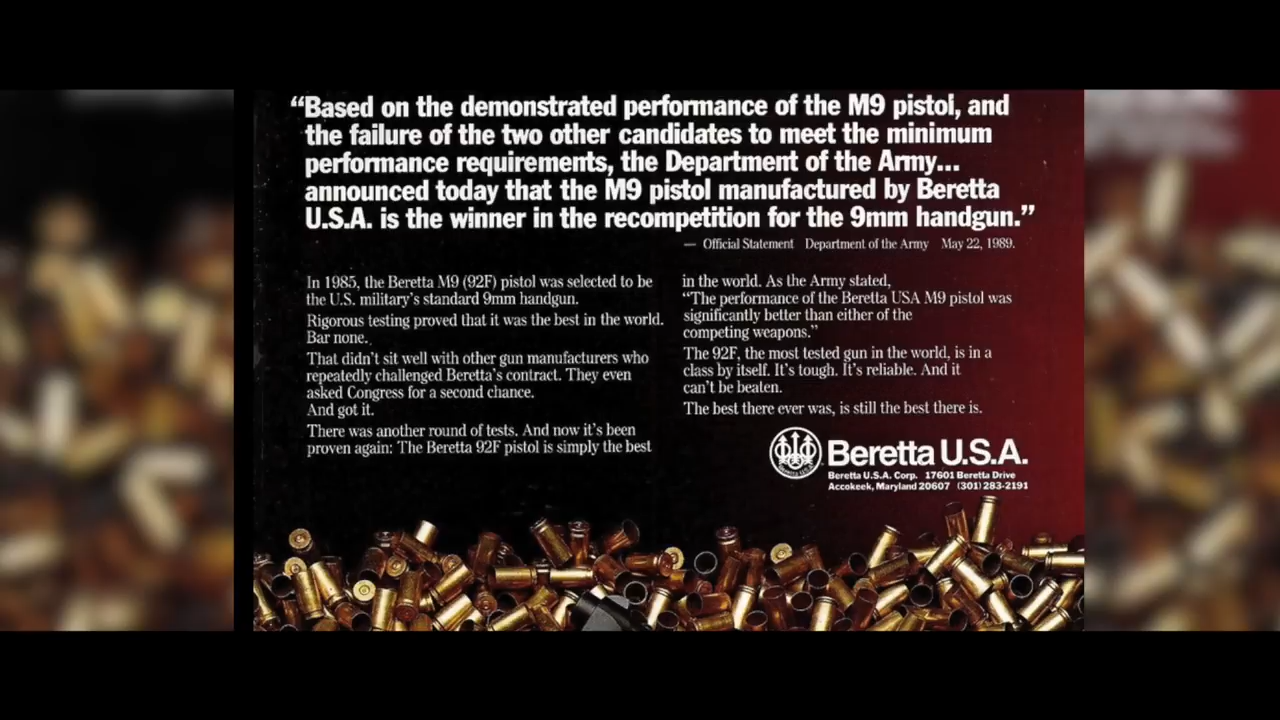 “Based on the demonstrated performance of the M9 pistol, and
the failure of the two other candidates to meet the minimum
performance requirements, the Department of the Army...
announced today that the M9 pistol manufactured by Beretta
U.S.A. is the winner in the recompetition for the 9mm handgun.”
— Official Statement Department of the Army May 22, 1989.
In 1985, the Beretta M9 (92F) pistol was selected to be
the U.S. military's standard 9mm handgun.
Rigorous testing proved that it was the best in the world.
Bar none.
That didn't sit well with other gun manufacturers who
repeatedly challenged Beretta's contract. They even
asked Congress for a second chance.
And got it.
There was another round of tests. And now it's been
proven again: The Beretta 92F pistol is simply the best
in the world. As the Army stated,
“The performance of the Beretta USA M9 pistol was
significantly better than either of the
competing weapons.”
The 92F, the most tested gun in the world, is in a
class by itself. It's tough. It's reliable. And it
can't be beaten.
The best there ever was, is still the best there is.
Beretta U.S.A.
Beretta U.S.A. Corp. 17601 Beretta Drive
Accokeek, Maryland 20607 (301) 283-2191